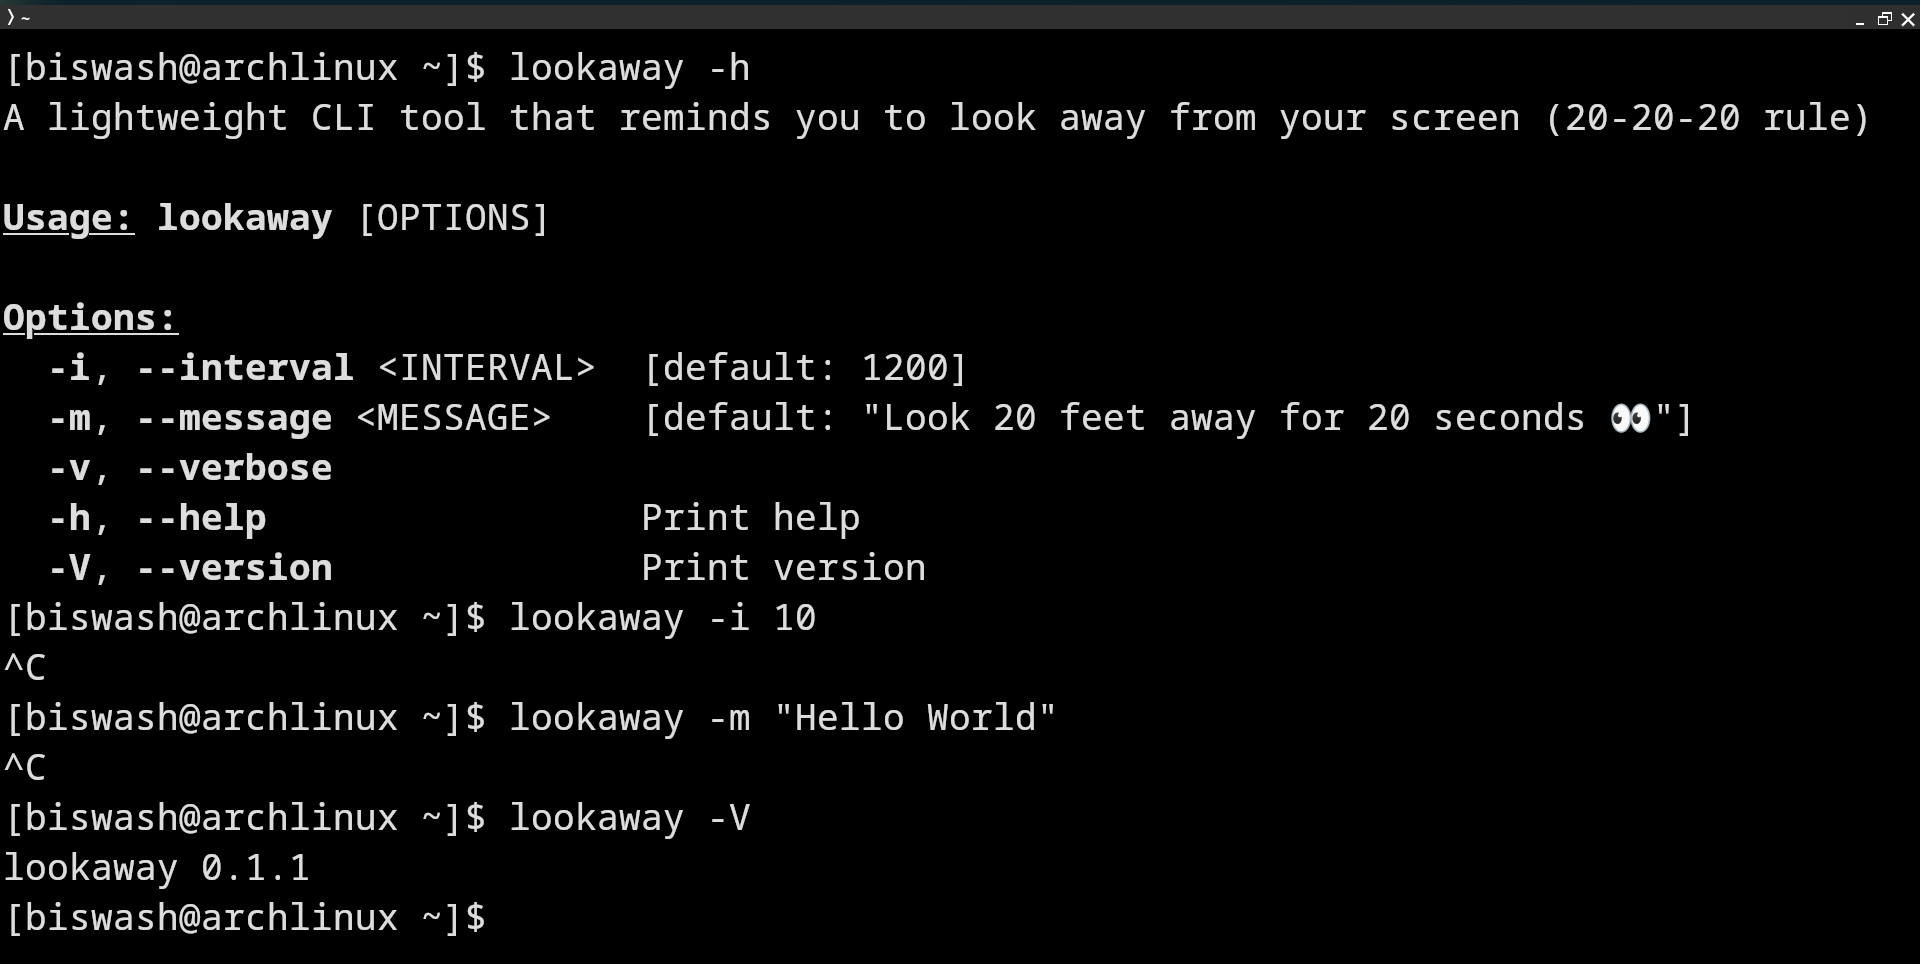 ~
[biswash@archlinux ~]$ lookaway -h
A lightweight CLI tool that reminds you to look away from your screen (20-20-20 rule)
Usage: lookaway [OPTIONS]
Options:
  -i, --interval <INTERVAL>  [default: 1200]
  -m, --message <MESSAGE>    [default: "Look 20 feet away for 20 seconds 👀"]
  -v, --verbose
  -h, --help                 Print help
  -V, --version              Print version
[biswash@archlinux ~]$ lookaway -i 10
^C
[biswash@archlinux ~]$ lookaway -m "Hello World"
^C
[biswash@archlinux ~]$ lookaway -V
lookaway 0.1.1
[biswash@archlinux ~]$